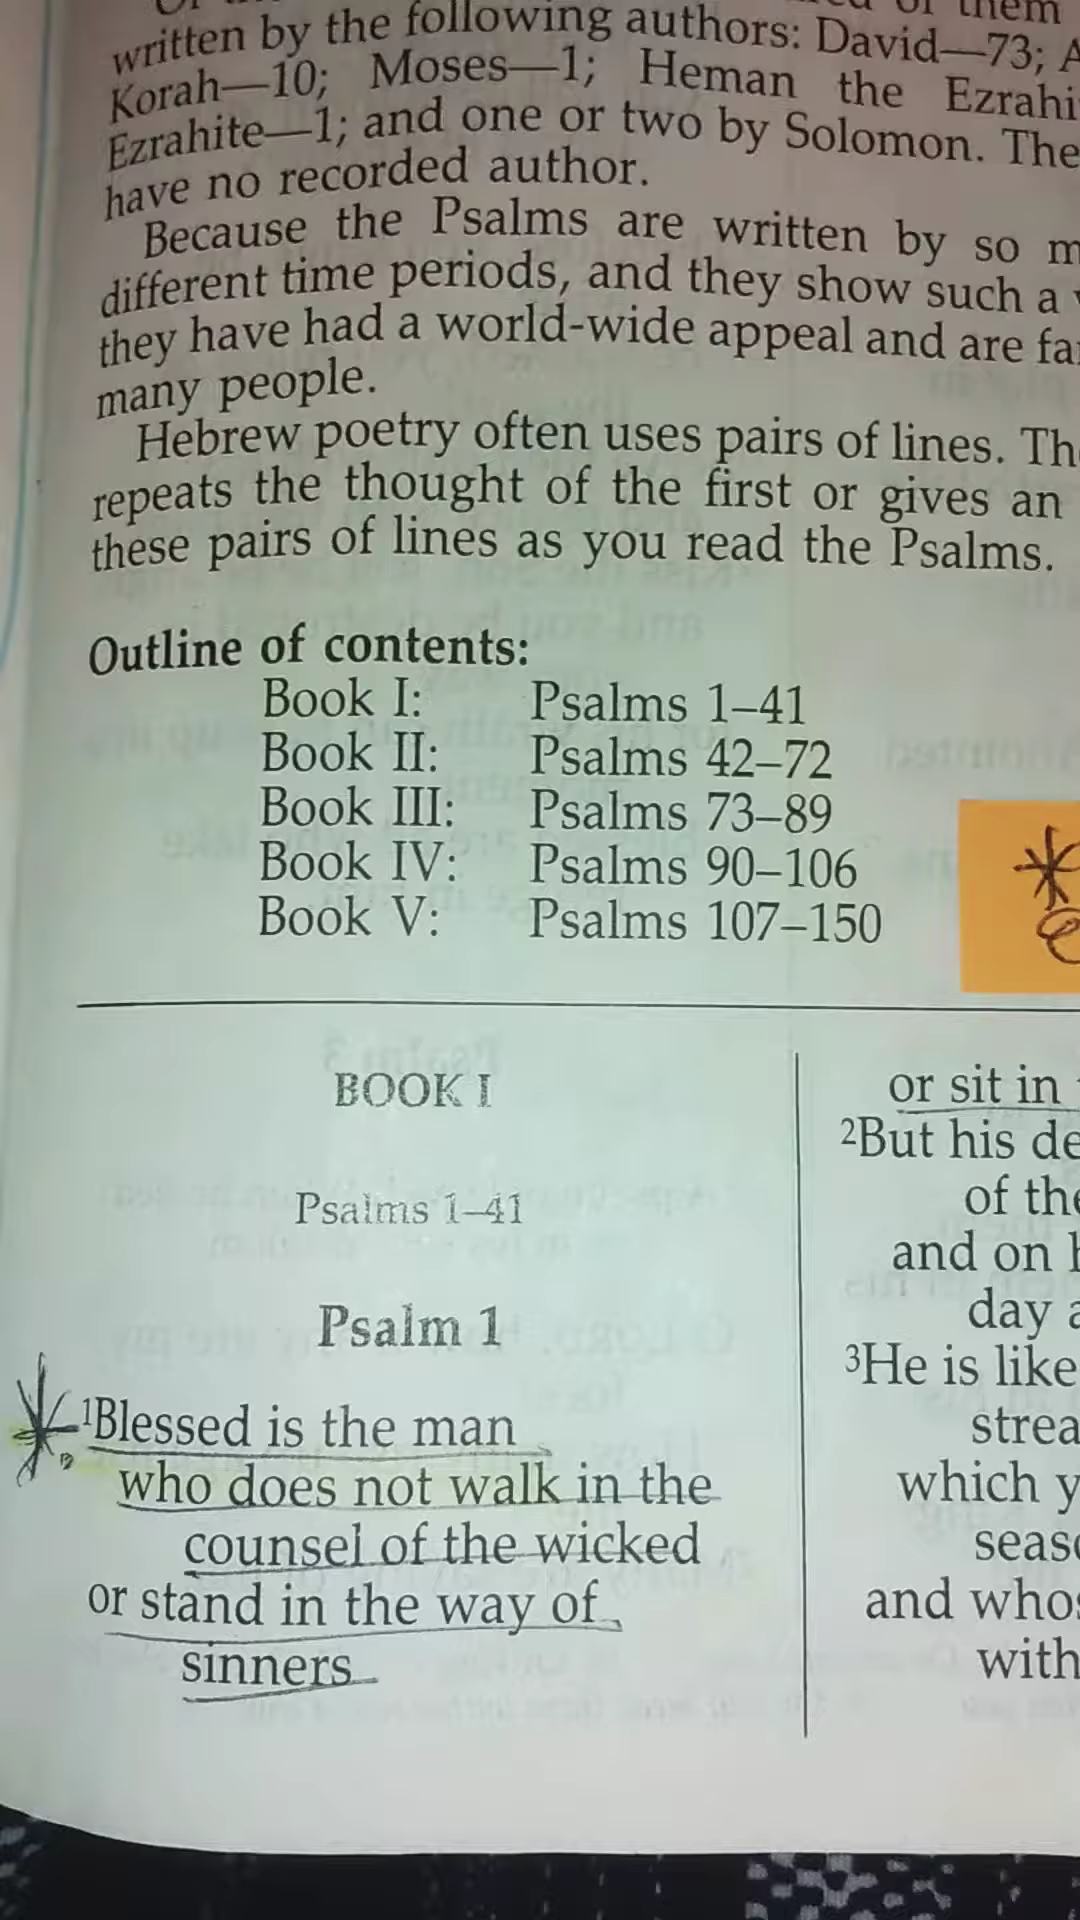 of them
written by the following authors: David—73;
Korah—10; Moses—1; Heman the
Ezrahite—1; and one or two by Solomon.
have no recorded author.
Because the Psalms are written by so
different time periods, and they show such a
they have had a world-wide appeal and are
many people.
Hebrew poetry often uses pairs of lines.
repeats the thought of the first or gives an
these pairs of lines as you read the Psalms.
Outline of contents:
Book I: Psalms 1–41
Book II: Psalms 42–72
Book III: Psalms 73–89
Book IV: Psalms 90–106
Book V: Psalms 107–150
BOOK I
Psalms 1–41
Psalm 1
1Blessed is the man
who does not walk in the
counsel of the wicked
or stand in the way of
sinners
or sit in
2But his
of
and on
day
3He is like
which
and
with